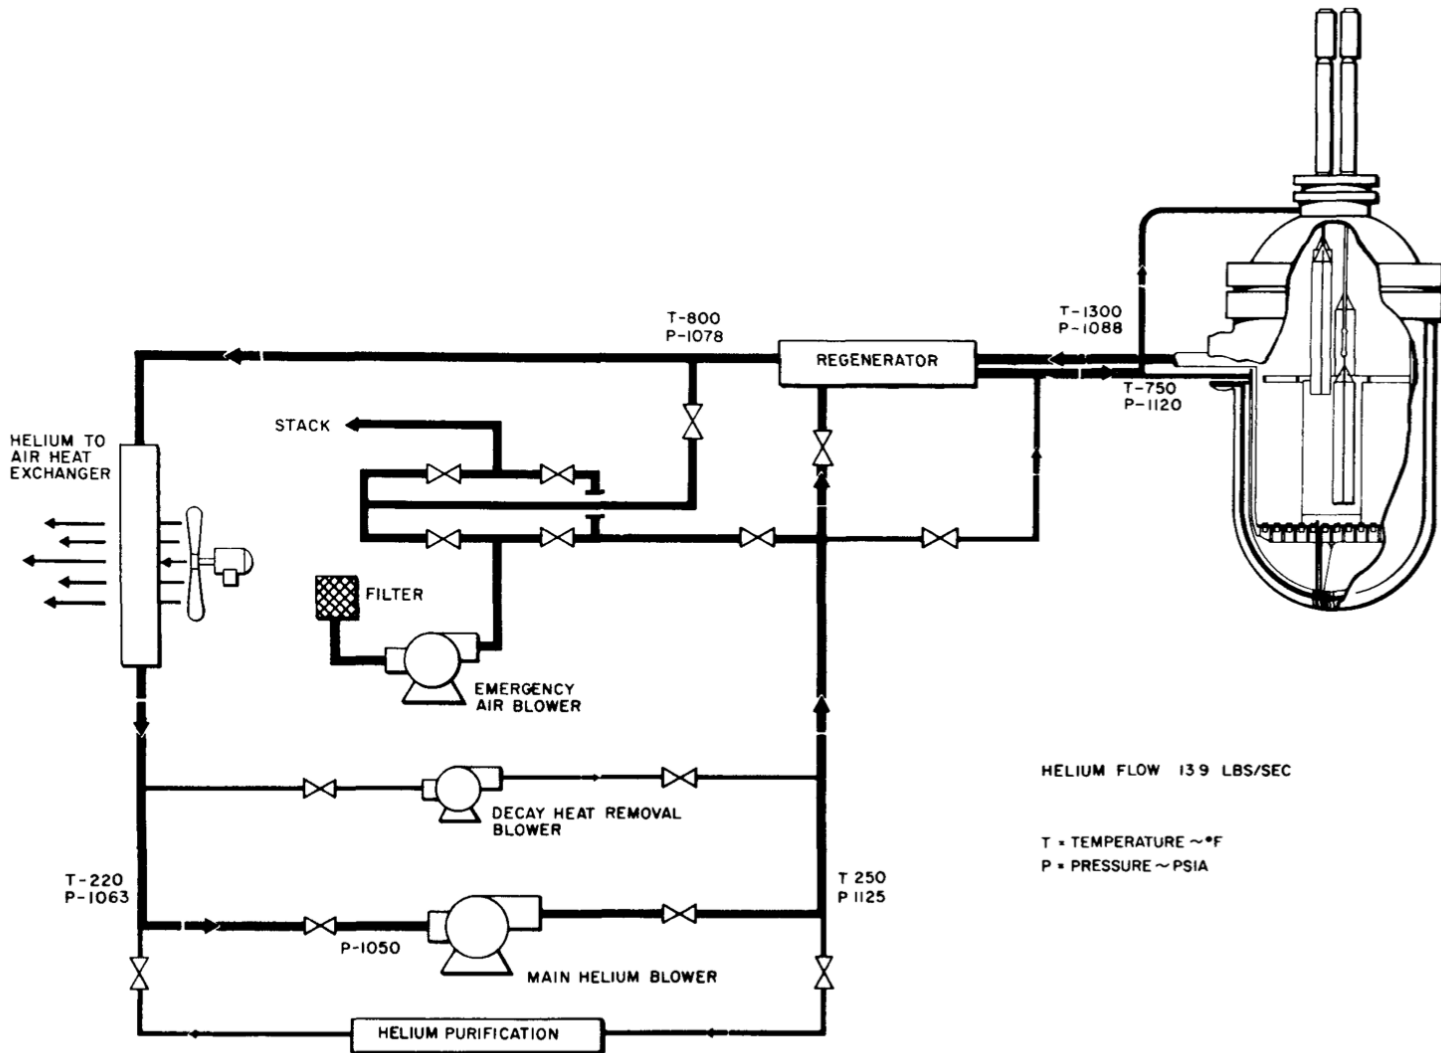 T-800
P-1078
T-1300
P-1088
REGENERATOR
T-750
P-1120
STACK
HELIUM TO
AIR HEAT
EXCHANGER
FILTER
EMERGENCY
AIR BLOWER
DECAY HEAT REMOVAL
BLOWER
HELIUM FLOW 13 9 LBS/SEC
T = TEMPERATURE ~ °F
P = PRESSURE ~ PSIA
T-220
P-1063
T 250
P 1125
P-1050
MAIN HELIUM BLOWER
HELIUM PURIFICATION